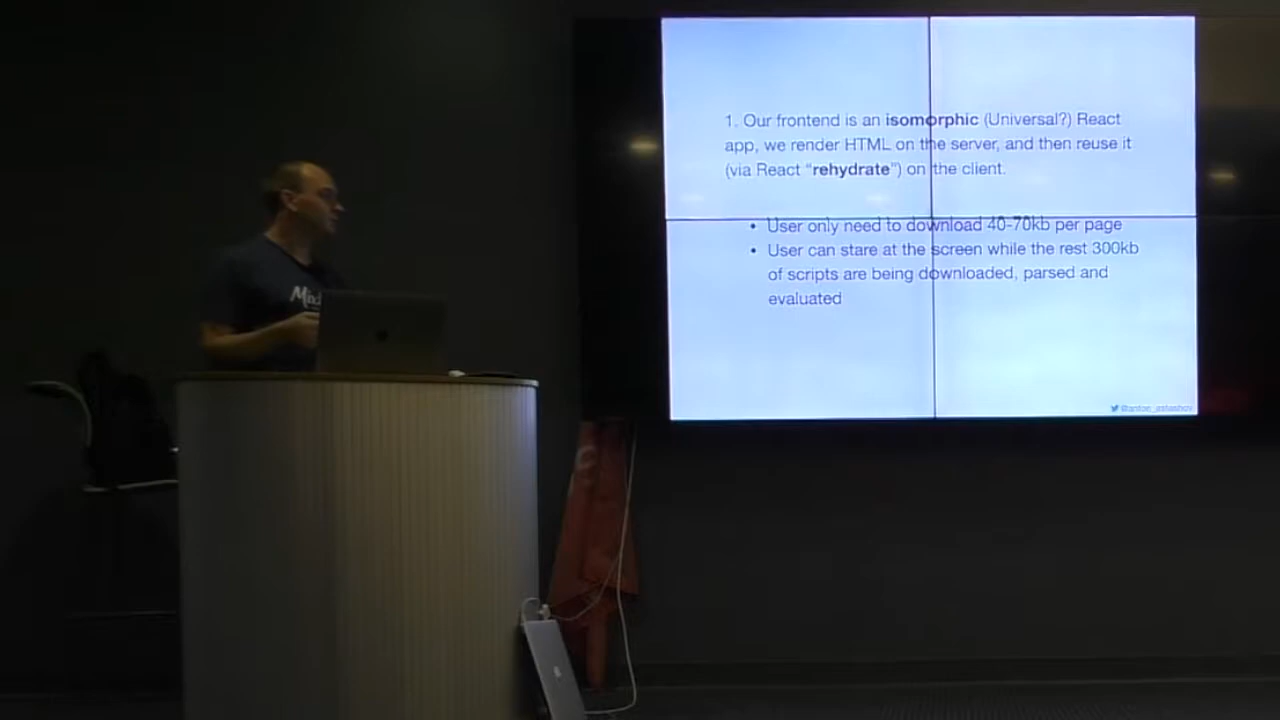 1. Our frontend is an isomorphic (Universal?) React
app, we render HTML on the server, and then reuse it
(via React “rehydrate”) on the client.
• User only need to download 40-70kb per page
• User can stare at the screen while the rest 300kb
of scripts are being downloaded, parsed and
evaluated
@anton_astashov